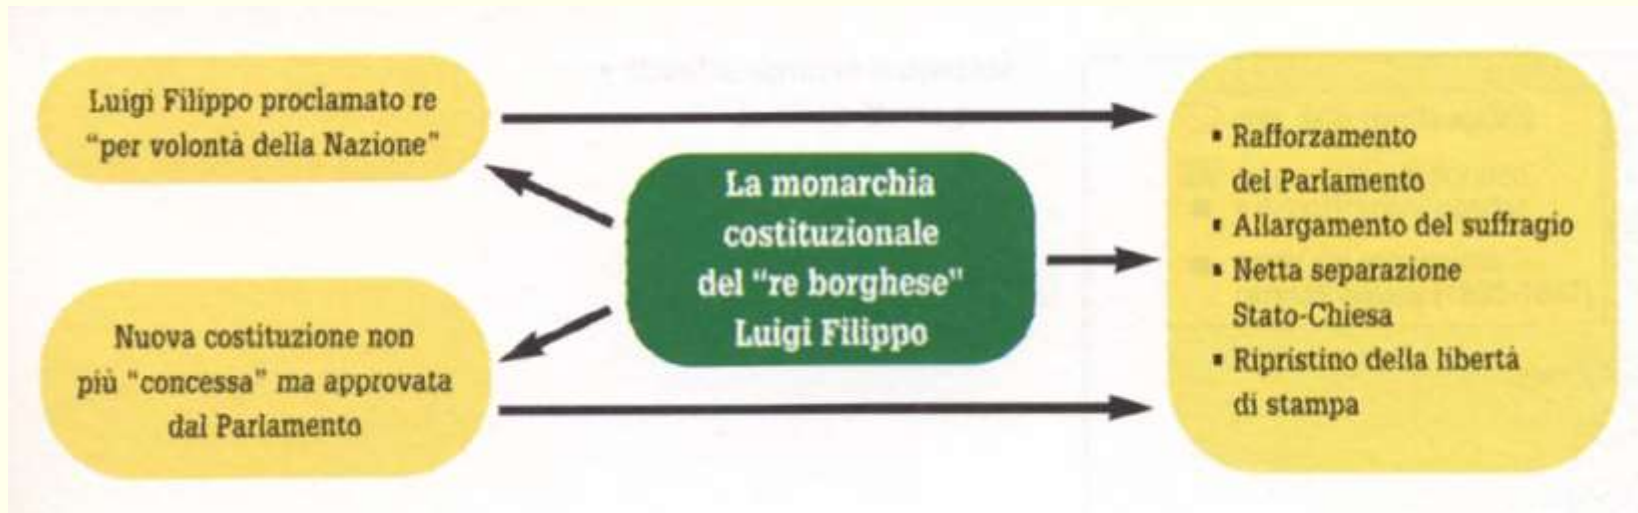 Luigi Filippo proclamato re
“per volontà della Nazione”
La monarchia
costituzionale
del “re borghese”
Luigi Filippo
Nuova costituzione non
più “concessa” ma approvata
dal Parlamento
▪ Rafforzamento
del Parlamento
▪ Allargamento del suffragio
▪ Netta separazione
Stato-Chiesa
▪ Ripristino della libertà
di stampa